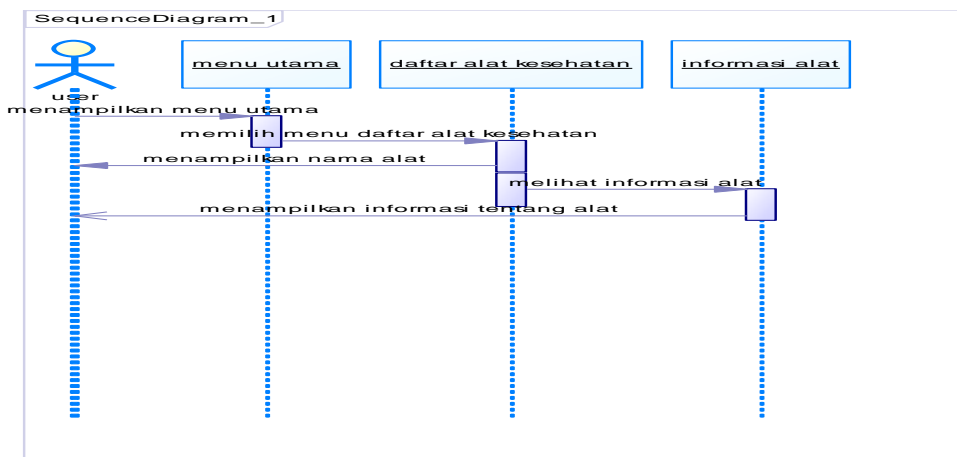 SequenceDiagram_1
menu utama
daftar alat kesehatan
informasi alat
user
menampilkan menu utama
memilih menu daftar alat kesehatan
menampilkan nama alat
melihat informasi alat
menampilkan informasi tentang alat